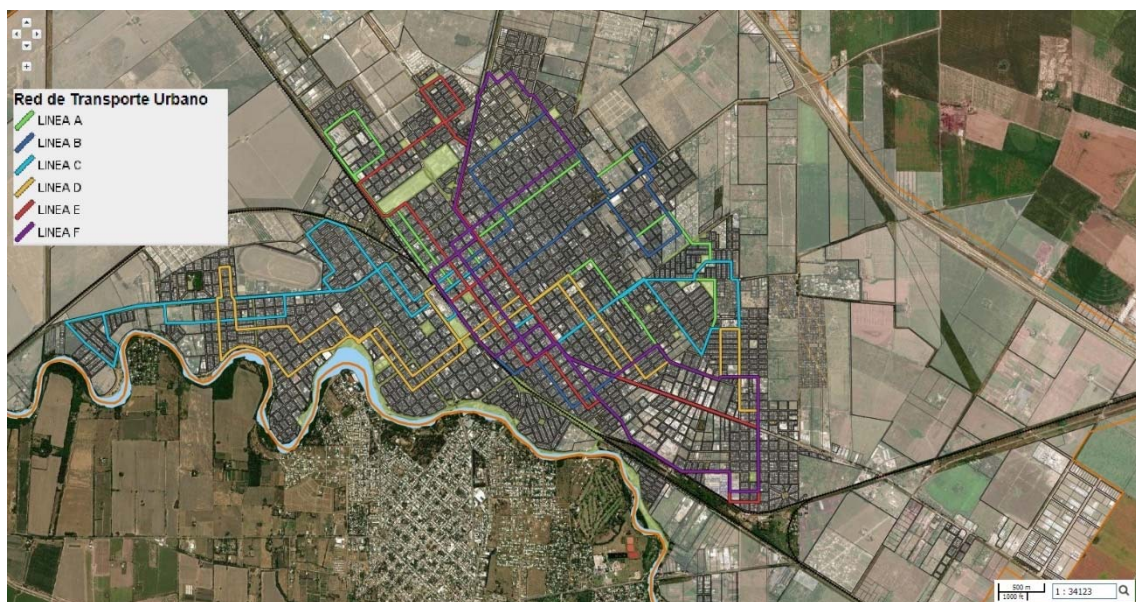 Red de Transporte Urbano
LINEA A
LINEA B
LINEA C
LINEA D
LINEA E
LINEA F
500 m
1000 ft
1 : 34123